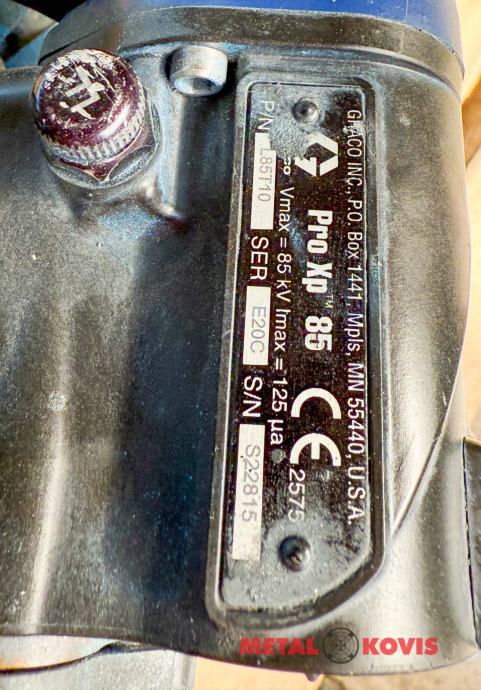 GRACO INC., P.O. Box 1441, Mpls, MN 55440, U.S.A.
Pro Xp™ 85 CE 2575
Vmax = 85 kV Imax = 125 µa
P/N L85T10 SER E20C S/N S22815
METAL KOVIS